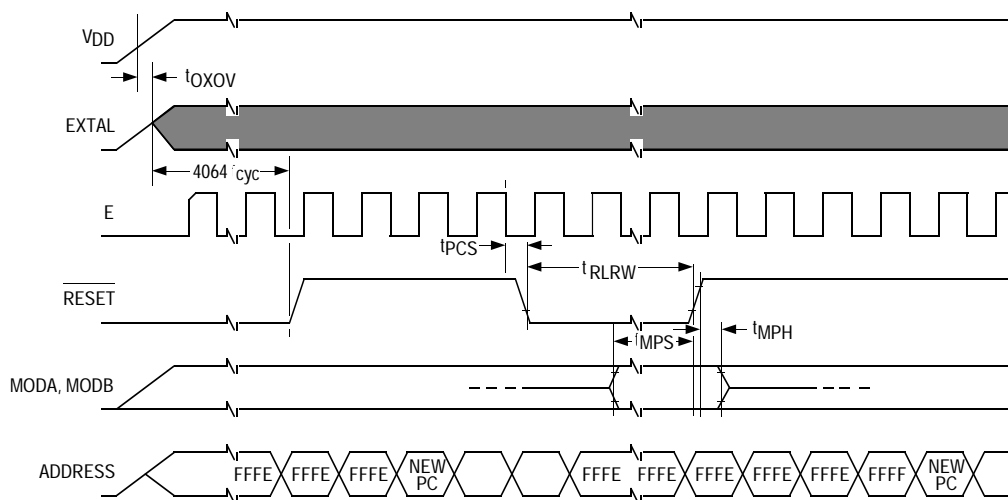 VDD
tOXOV
EXTAL
4064 tcyc
E
tPCS
tRLRW
RESET
tMPS
tMPH
MODA, MODB
ADDRESS
FFFE FFFE FFFE NEW PC FFFE FFFE FFFE FFFE FFFE FFFF NEW PC